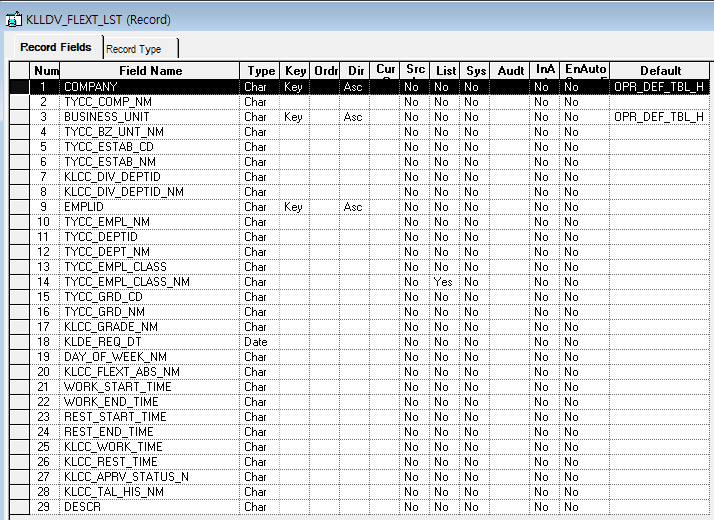 KLLDV_FLEXT_LST (Record)
Record Fields Record Type
Num Field Name Type Key Ordr Dir Cur Src List Sys Audt InA EnAuto Default
1 COMPANY Char Key Asc No No No No No OPR_DEF_TBL_H
2 TYCC_COMP_NM Char No No No No No
3 BUSINESS_UNIT Char Key Asc No No No No No OPR_DEF_TBL_H
4 TYCC_BZ_UNT_NM Char No No No No No
5 TYCC_ESTAB_CD Char No No No No No
6 TYCC_ESTAB_NM Char No No No No No
7 KLCC_DIV_DEPTID Char No No No No No
8 KLCC_DIV_DEPTID_NM Char No No No No No
9 EMPLID Char Key Asc No No No No No
10 TYCC_EMPL_NM Char No No No No No
11 TYCC_DEPTID Char No No No No No
12 TYCC_DEPT_NM Char No No No No No
13 TYCC_EMPL_CLASS Char No No No No No
14 TYCC_EMPL_CLASS_NM Char No Yes No No No
15 TYCC_GRD_CD Char No No No No No
16 TYCC_GRD_NM Char No No No No No
17 KLCC_GRADE_NM Char No No No No No
18 KLDE_REQ_DT Date No No No No No
19 DAY_OF_WEEK_NM Char No No No No No
20 KLCC_FLEXT_ABS_NM Char No No No No No
21 WORK_START_TIME Char No No No No No
22 WORK_END_TIME Char No No No No No
23 REST_START_TIME Char No No No No No
24 REST_END_TIME Char No No No No No
25 KLCC_WORK_TIME Char No No No No No
26 KLCC_REST_TIME Char No No No No No
27 KLCC_APRV_STATUS_N Char No No No No No
28 KLCC_TAL_HIS_NM Char No No No No No
29 DESCR Char No No No No No